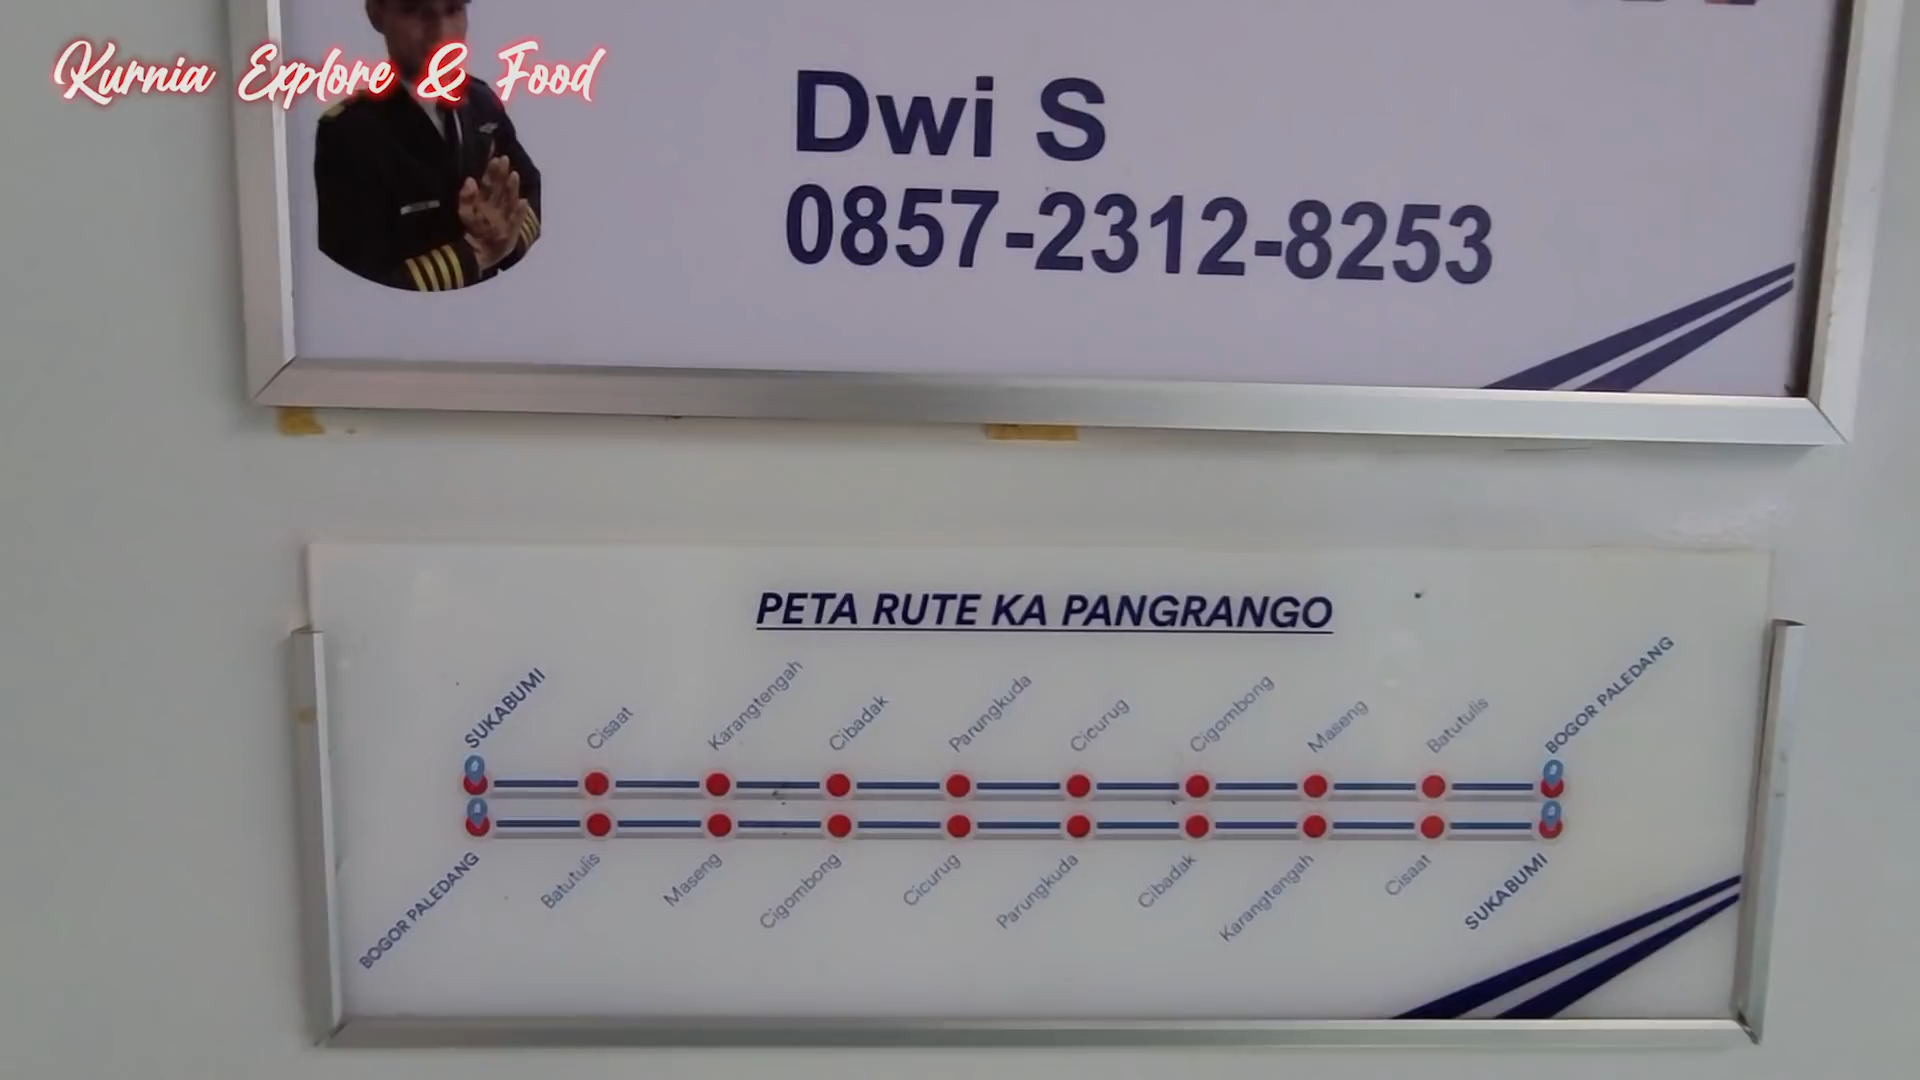 Kurnia Explore & Food
Dwi S
0857-2312-8253
PETA RUTE KA PANGRANGO
SUKABUMI
Cisaat
Karangtengah
Cibadak
Parungkuda
Cicurug
Cigombong
Maseng
Batutulis
BOGOR PALEDANG
BOGOR PALEDANG
Batutulis
Maseng
Cigombong
Cicurug
Parungkuda
Cibadak
Karangtengah
Cisaat
SUKABUMI